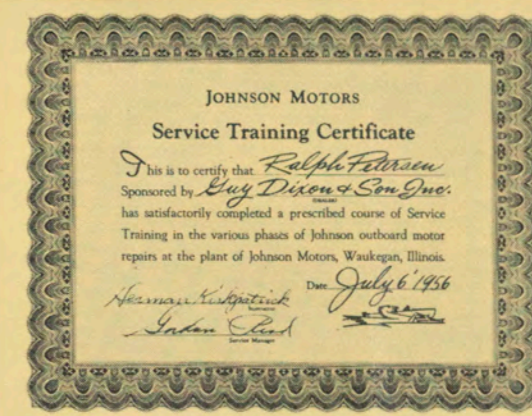 JOHNSON MOTORS
Service Training Certificate
This is to certify that Ralph Petersen
Sponsored by Guy Dixon & Son Inc.
has satisfactorily completed a prescribed course of Service
Training in the various phases of Johnson outboard motor
repairs at the plant of Johnson Motors, Waukegan, Illinois.
Date July 6 1956
Herman Kirkpatrick
Gordon
Service Manager